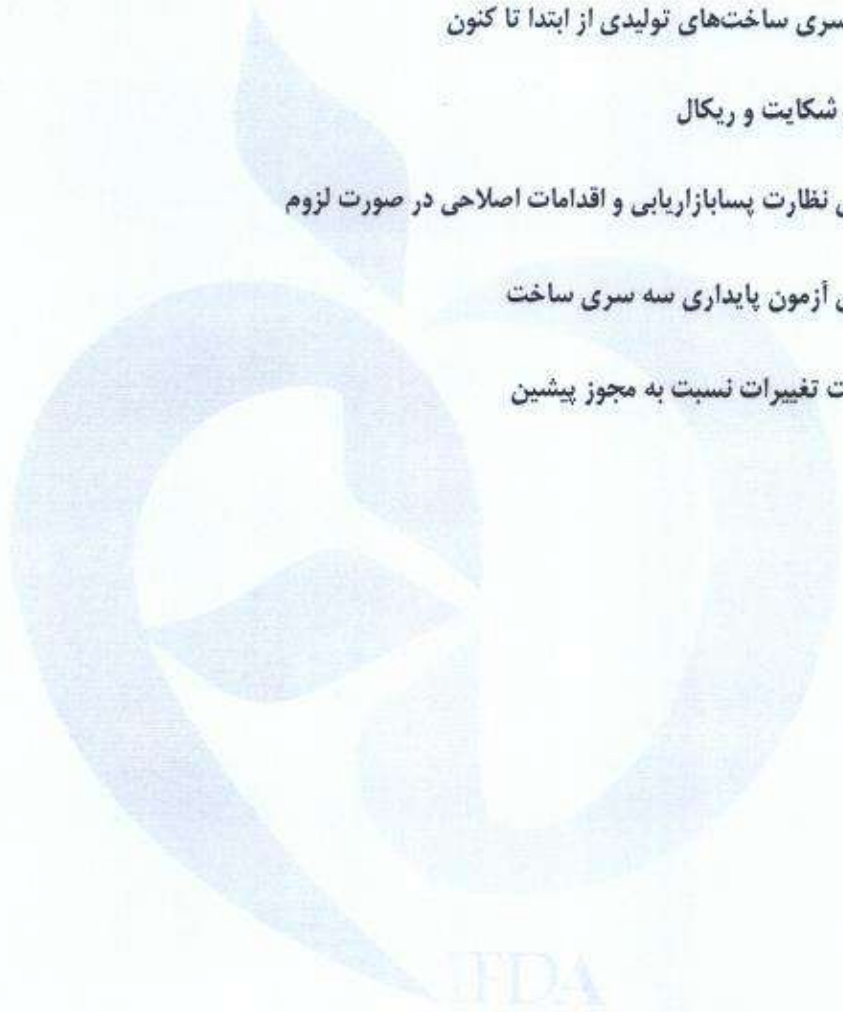 سری ساخت‌های تولیدی از ابتدا تا کنون
شکایت و ریکال
نظارت پسابازاریابی و اقدامات اصلاحی در صورت لزوم
آزمون پایداری سه سری ساخت
تغییرات نسبت به مجوز پیشین
IFDA